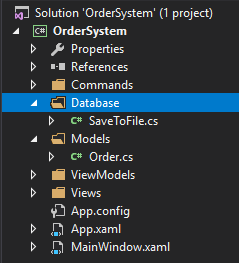 Solution 'OrderSystem' (1 project)
C# OrderSystem
Properties
References
Commands
Database
C# SaveToFile.cs
Models
C# Order.cs
ViewModels
Views
App.config
App.xaml
MainWindow.xaml